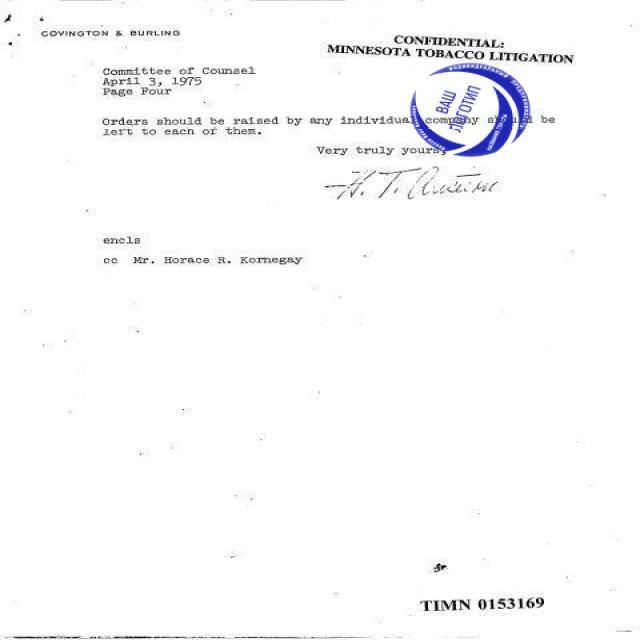 COVINGTON & BURLING
CONFIDENTIAL:
MINNESOTA TOBACCO LITIGATION
Committee of Counsel
April 3, 1975
Page Four
Orders should be raised by any individual company should be
left to each of them.
Very truly yours,
H. T. Austern
encls
cc Mr. Horace R. Kornegay
TIMN 0153169
ИНДИВИДУАЛЬНЫЙ ПРЕДПРИНИМАТЕЛЬ
ВАШ
ЛОГОТИП